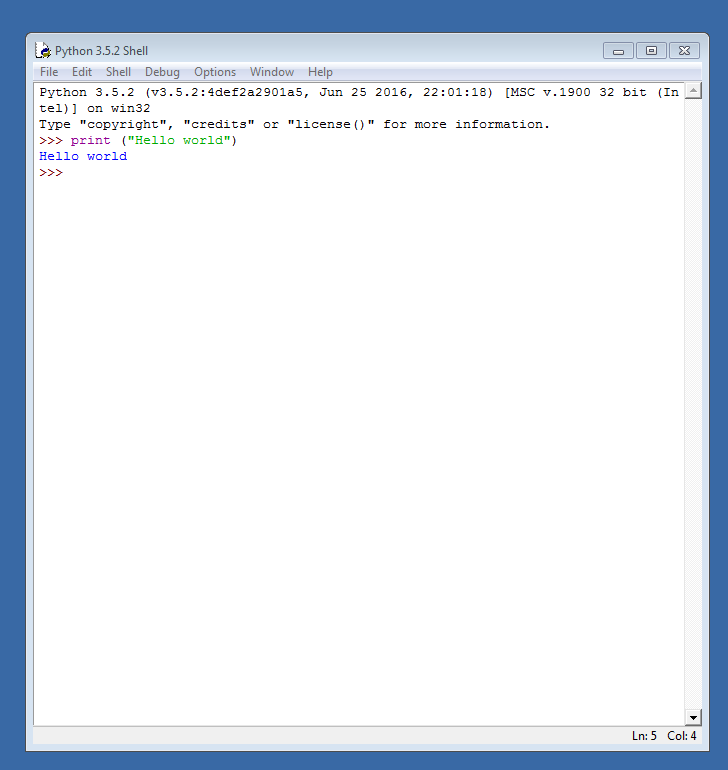 Python 3.5.2 Shell
File Edit Shell Debug Options Window Help
Python 3.5.2 (v3.5.2:4def2a2901a5, Jun 25 2016, 22:01:18) [MSC v.1900 32 bit (In
tel)] on win32
Type "copyright", "credits" or "license()" for more information.
>>> print ("Hello world")
Hello world
>>>
Ln: 5 Col: 4